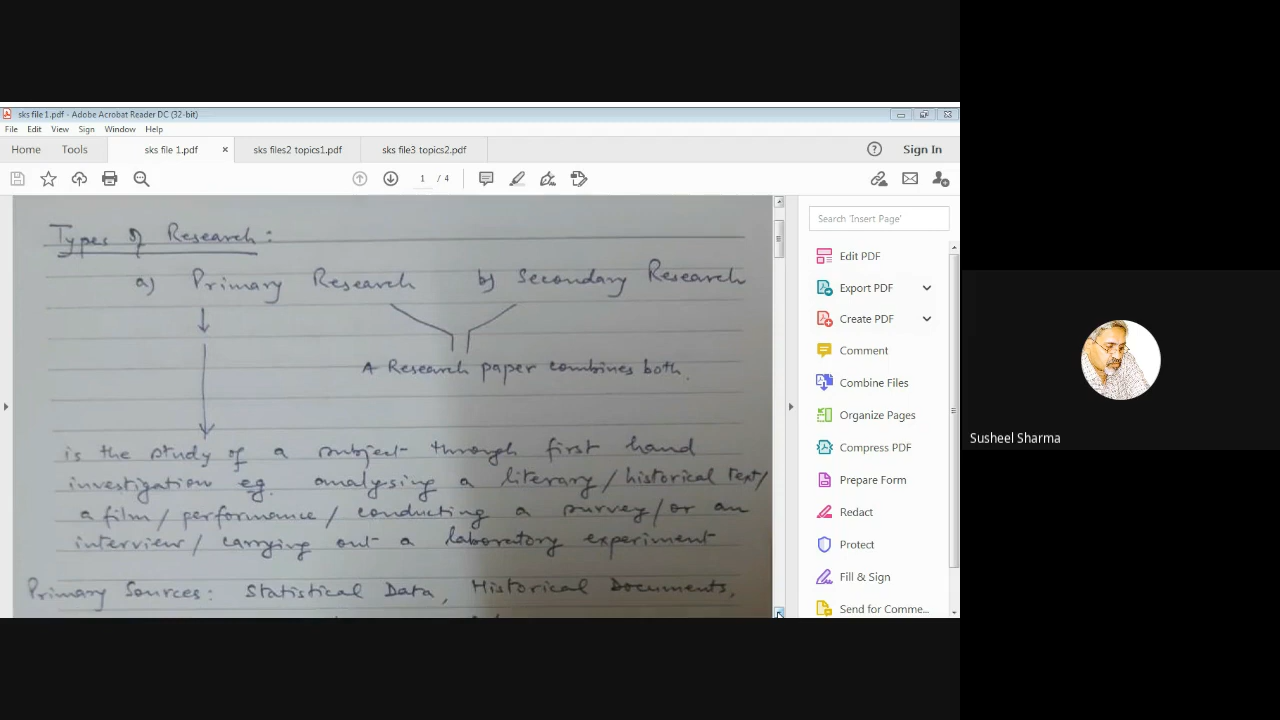 sks file 1.pdf - Adobe Acrobat Reader DC (32-bit)
File Edit View Sign Window Help
Home Tools sks file 1.pdf × sks files2 topics1.pdf sks file3 topics2.pdf Sign In
1 / 4
Types of Research:
a) Primary Research b) Secondary Research
A Research paper combines both.
is the study of a subject through first hand
investigation eg. analysing a literary/historical text/
a film/performance/conducting a survey/or an
interview/carrying out a laboratory experiment
Primary Sources: Statistical Data, Historical Documents,
Search 'Insert Page'
Edit PDF
Export PDF
Create PDF
Comment
Combine Files
Organize Pages
Compress PDF
Prepare Form
Redact
Protect
Fill & Sign
Send for Comme...
Susheel Sharma